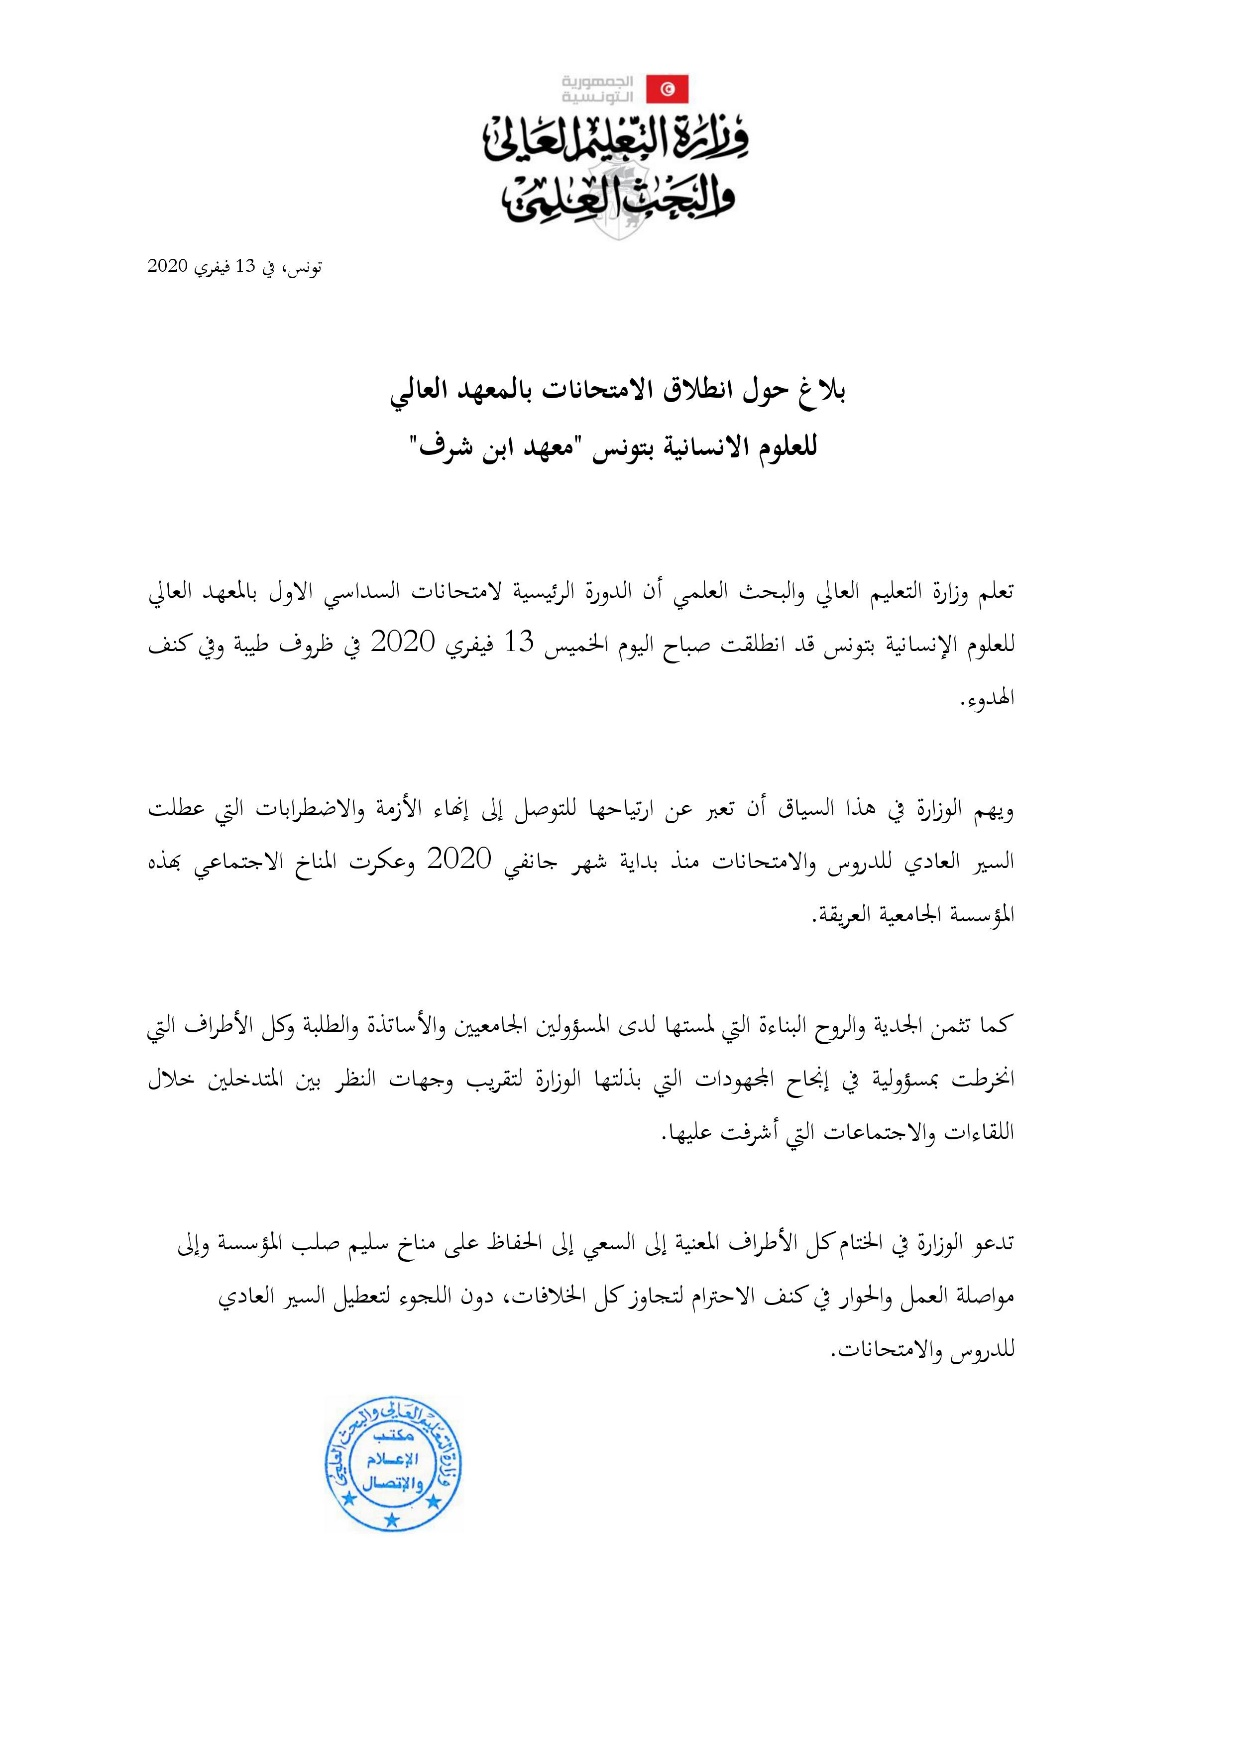 الجمهورية
التونسية
وزارة التعليم العالي
والبحث العلمي
تونس، في 13 فيفري 2020
بلاغ حول انطلاق الامتحانات بالمعهد العالي
للعلوم الانسانية بتونس "معهد ابن شرف"
تعلم وزارة التعليم العالي والبحث العلمي أن الدورة الرئيسية لامتحانات السداسي الاول بالمعهد العالي
للعلوم الإنسانية بتونس قد انطلقت صباح اليوم الخميس 13 فيفري 2020 في ظروف طيبة وفي كنف
الهدوء.
ويهم الوزارة في هذا السياق أن تعبر عن ارتياحها للتوصل إلى إنهاء الأزمة والاضطرابات التي عطلت
السير العادي للدروس والامتحانات منذ بداية شهر جانفي 2020 وعكرت المناخ الاجتماعي بهذه
المؤسسة الجامعية العريقة.
كما تثمن الجدية والروح البناءة التي لمستها لدى المسؤولين الجامعيين والأساتذة والطلبة وكل الأطراف التي
انخرطت بمسؤولية في إنجاح المجهودات التي بذلتها الوزارة لتقريب وجهات النظر بين المتدخلين خلال
اللقاءات والاجتماعات التي أشرفت عليها.
تدعو الوزارة في الختام كل الأطراف المعنية إلى السعي إلى الحفاظ على مناخ سليم صلب المؤسسة وإلى
مواصلة العمل والحوار في كنف الاحترام لتجاوز كل الخلافات، دون اللجوء لتعطيل السير العادي
للدروس والامتحانات.
وزارة التعليم العالي والبحث العلمي
مكتب
الإعلام
والإتصال